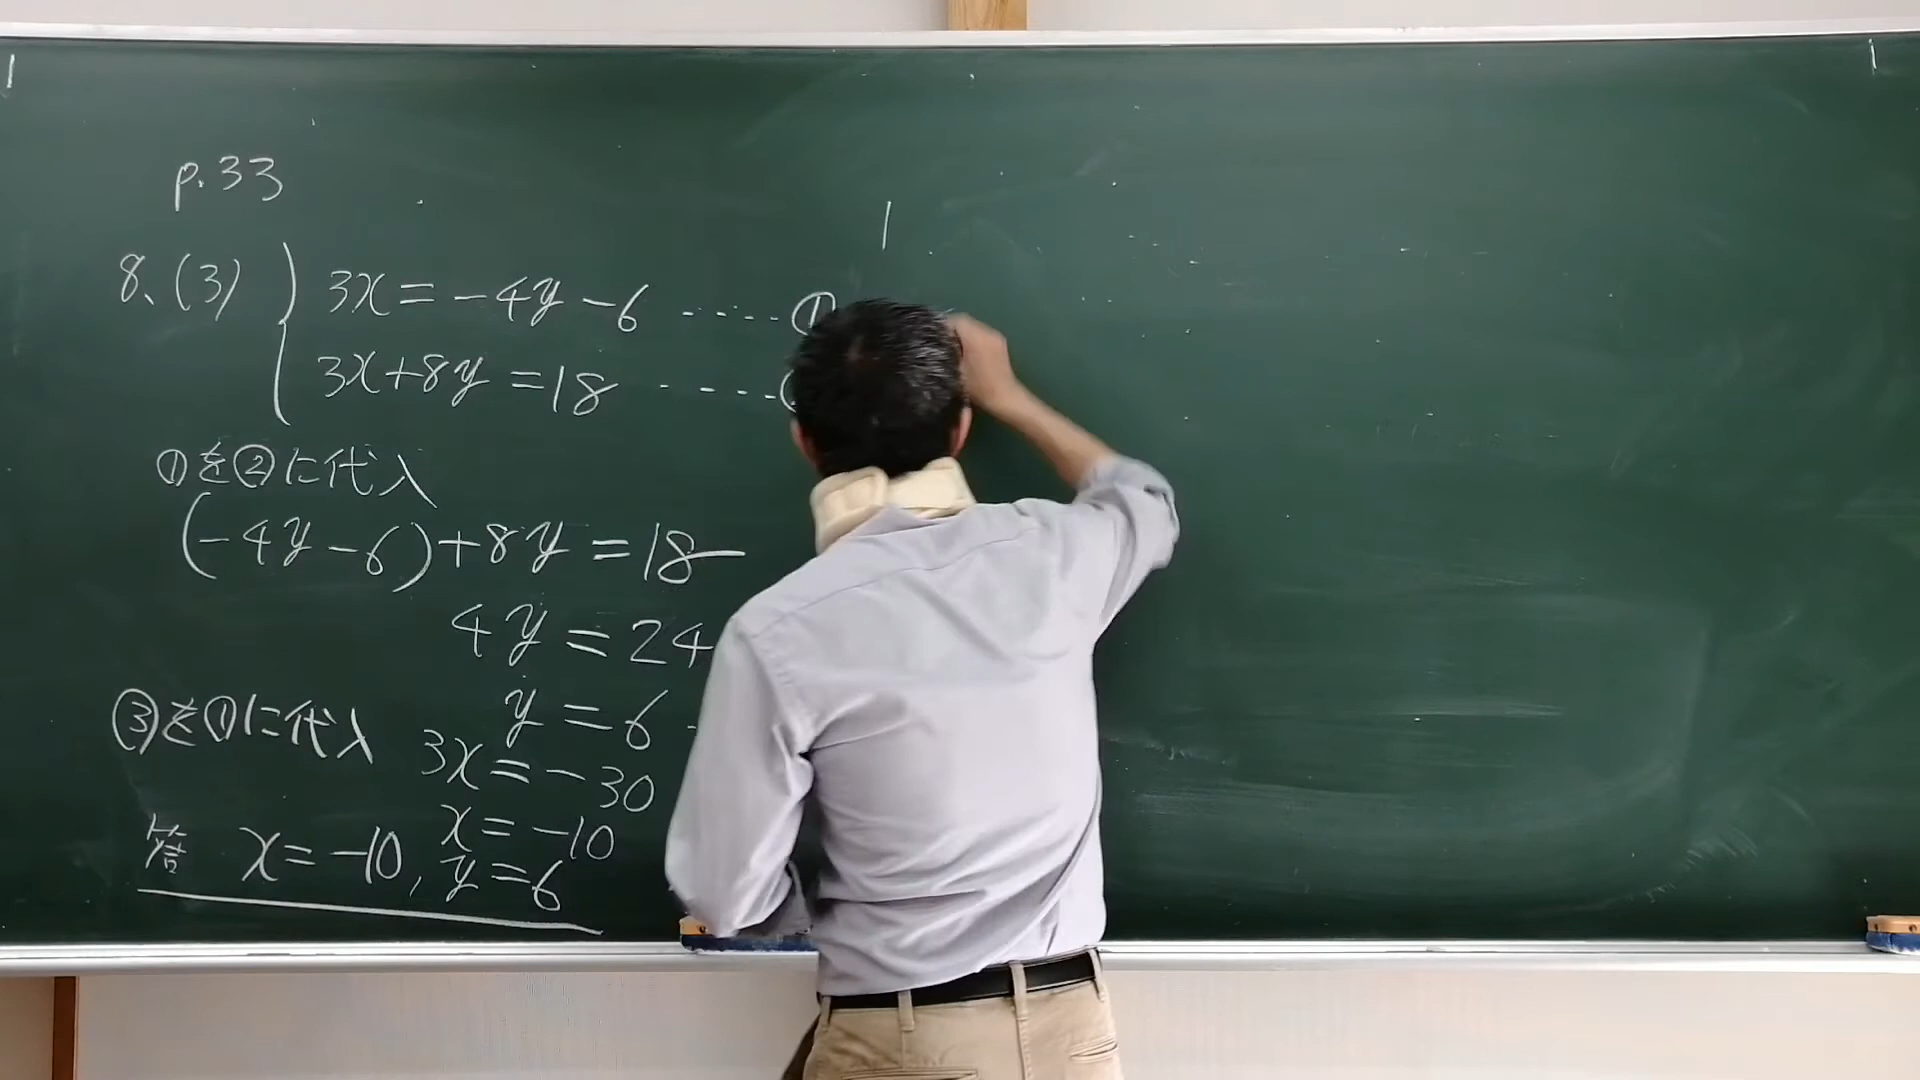 p.33
8、(3) 3x=-4y-6 ‥‥‥①
3x+8y=18 ‥‥‥
①を②に代入
(-4y-6)+8y=18
4y=24
y=6
③を①に代入 3x=-30
x=-10
答 x=-10, y=6